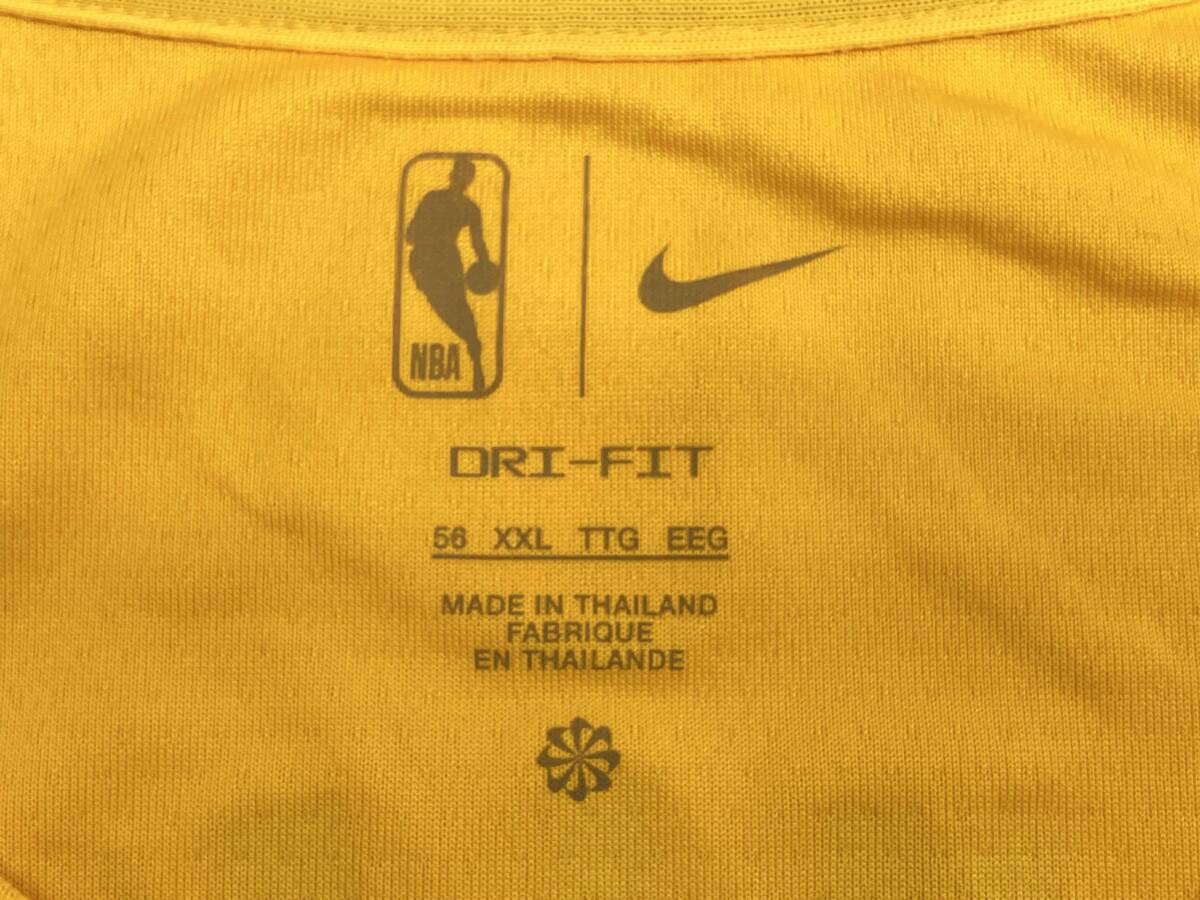 NBA
DRI-FIT
56 XXL TTG EEG
MADE IN THAILAND
FABRIQUE
EN THAILANDE